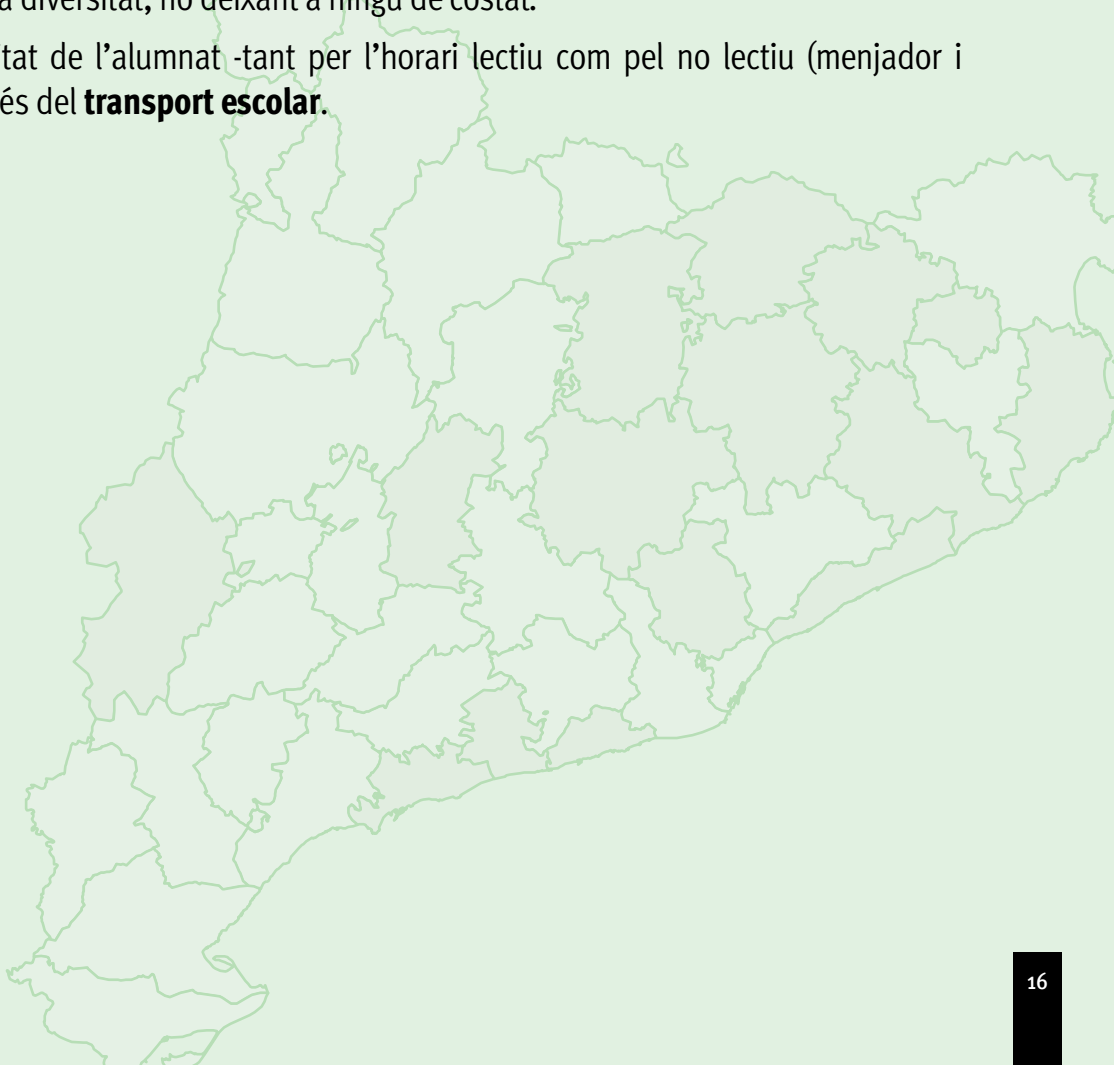 a diversitat, no deixant a ningú de costat.
tat de l’alumnat -tant per l’horari lectiu com pel no lectiu (menjador i
és del transport escolar.
16